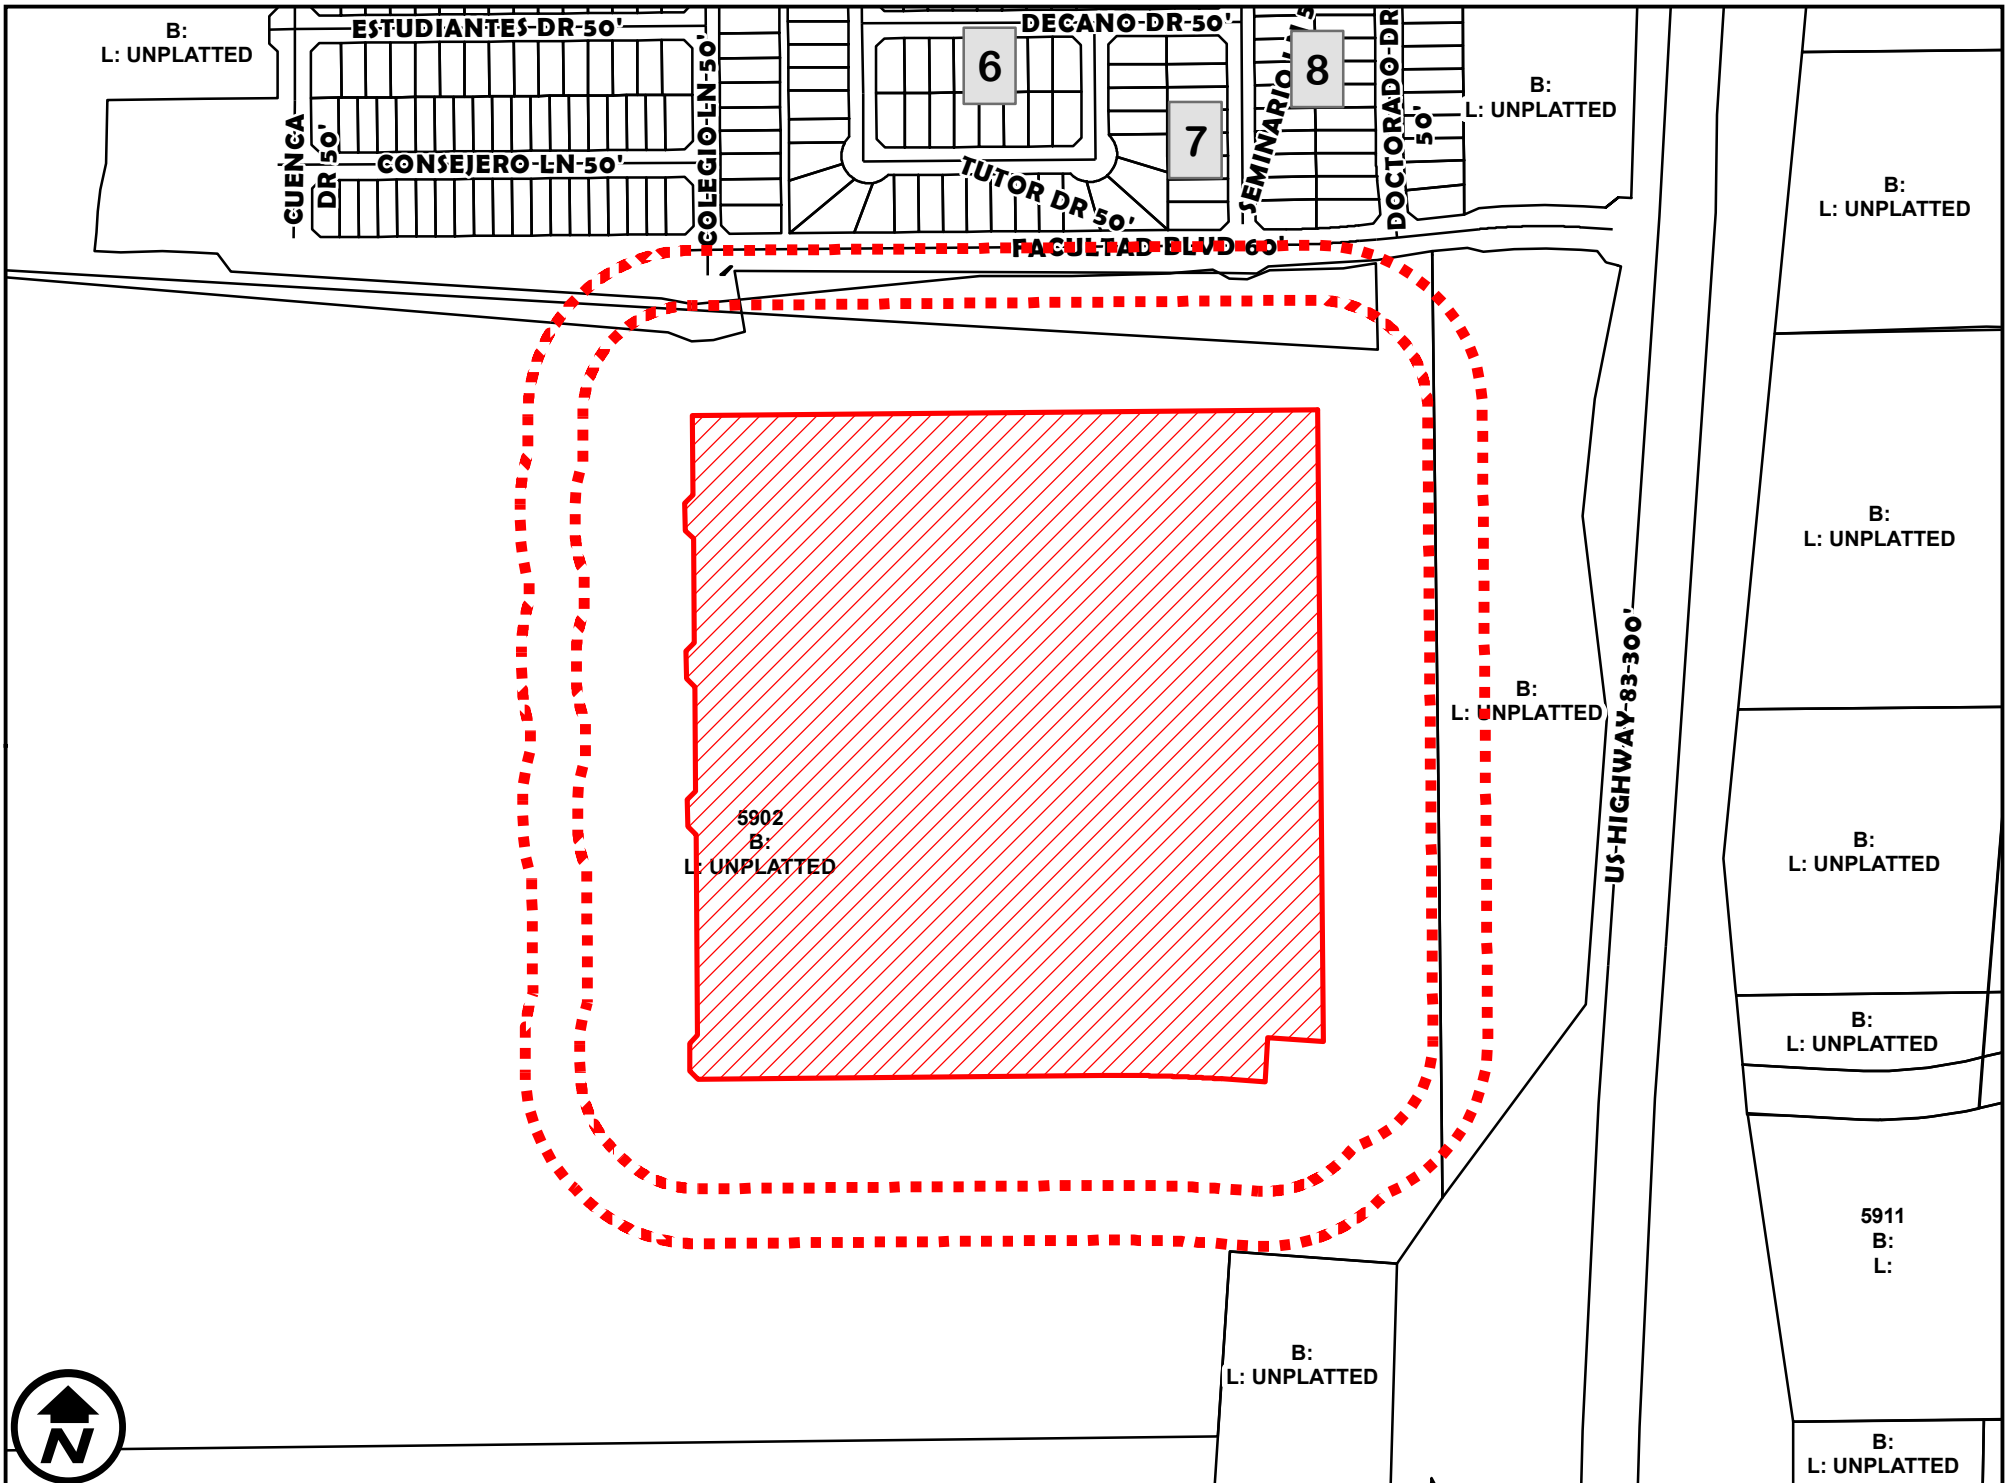 B:
L: UNPLATTED
ESTUDIANTES-DR-50'
DECANO-DR-50'
6
8
7
CUENCA
DR 50'
CONSEJERO-LN-50'
COLEGIO-LN-50'
TUTOR DR 50'
SEMINARIO
DOCTORADO-DR
50'
FACULTAD-BLVD-60'
B:
L: UNPLATTED
B:
L: UNPLATTED
B:
L: UNPLATTED
B:
L: UNPLATTED
US-HIGHWAY-83-300'
5902
B:
L: UNPLATTED
B:
L: UNPLATTED
B:
L: UNPLATTED
5911
B:
L:
B:
L: UNPLATTED
B:
L: UNPLATTED
N